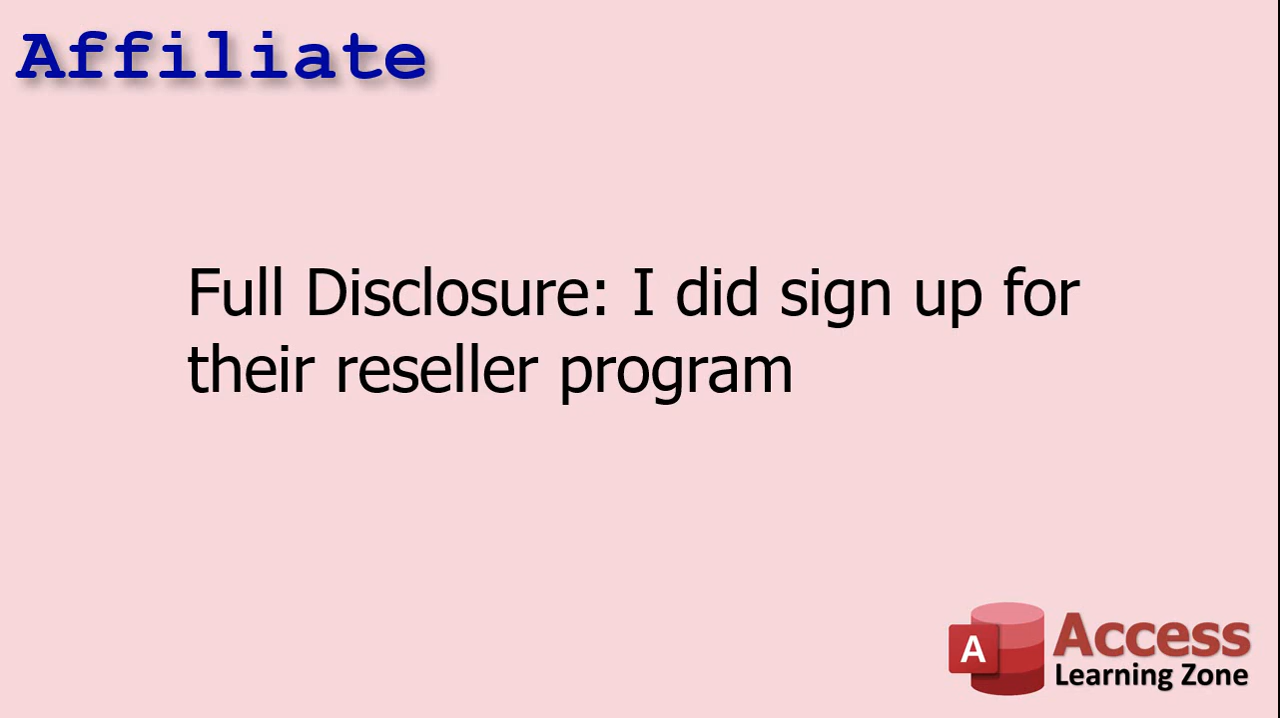 Affiliate
Full Disclosure: I did sign up for
their reseller program
A
Access
Learning Zone